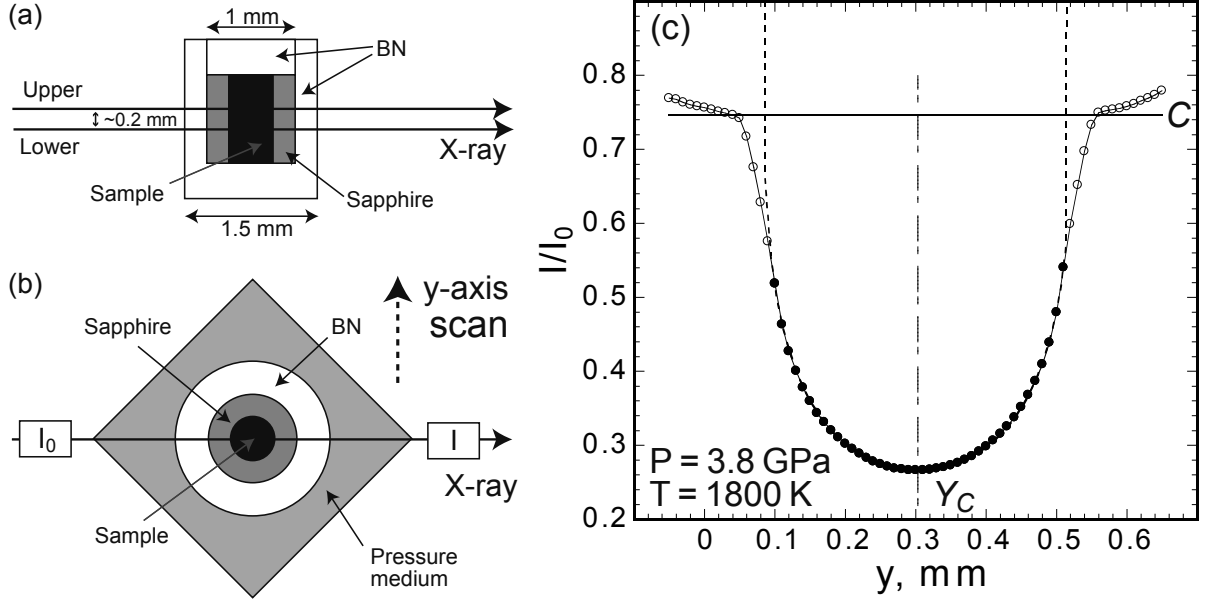 (a)
1 mm
BN
Upper
~0.2 mm
Lower
X-ray
Sample
Sapphire
1.5 mm
(b)
y-axis
scan
Sapphire
BN
I₀
I
X-ray
Sample
Pressure
medium
(c)
0.8
0.7
0.6
0.5
0.4
0.3
0.2
I/I₀
C
P = 3.8 GPa
T = 1800 K
Y_C
0 0.1 0.2 0.3 0.4 0.5 0.6
y, mm